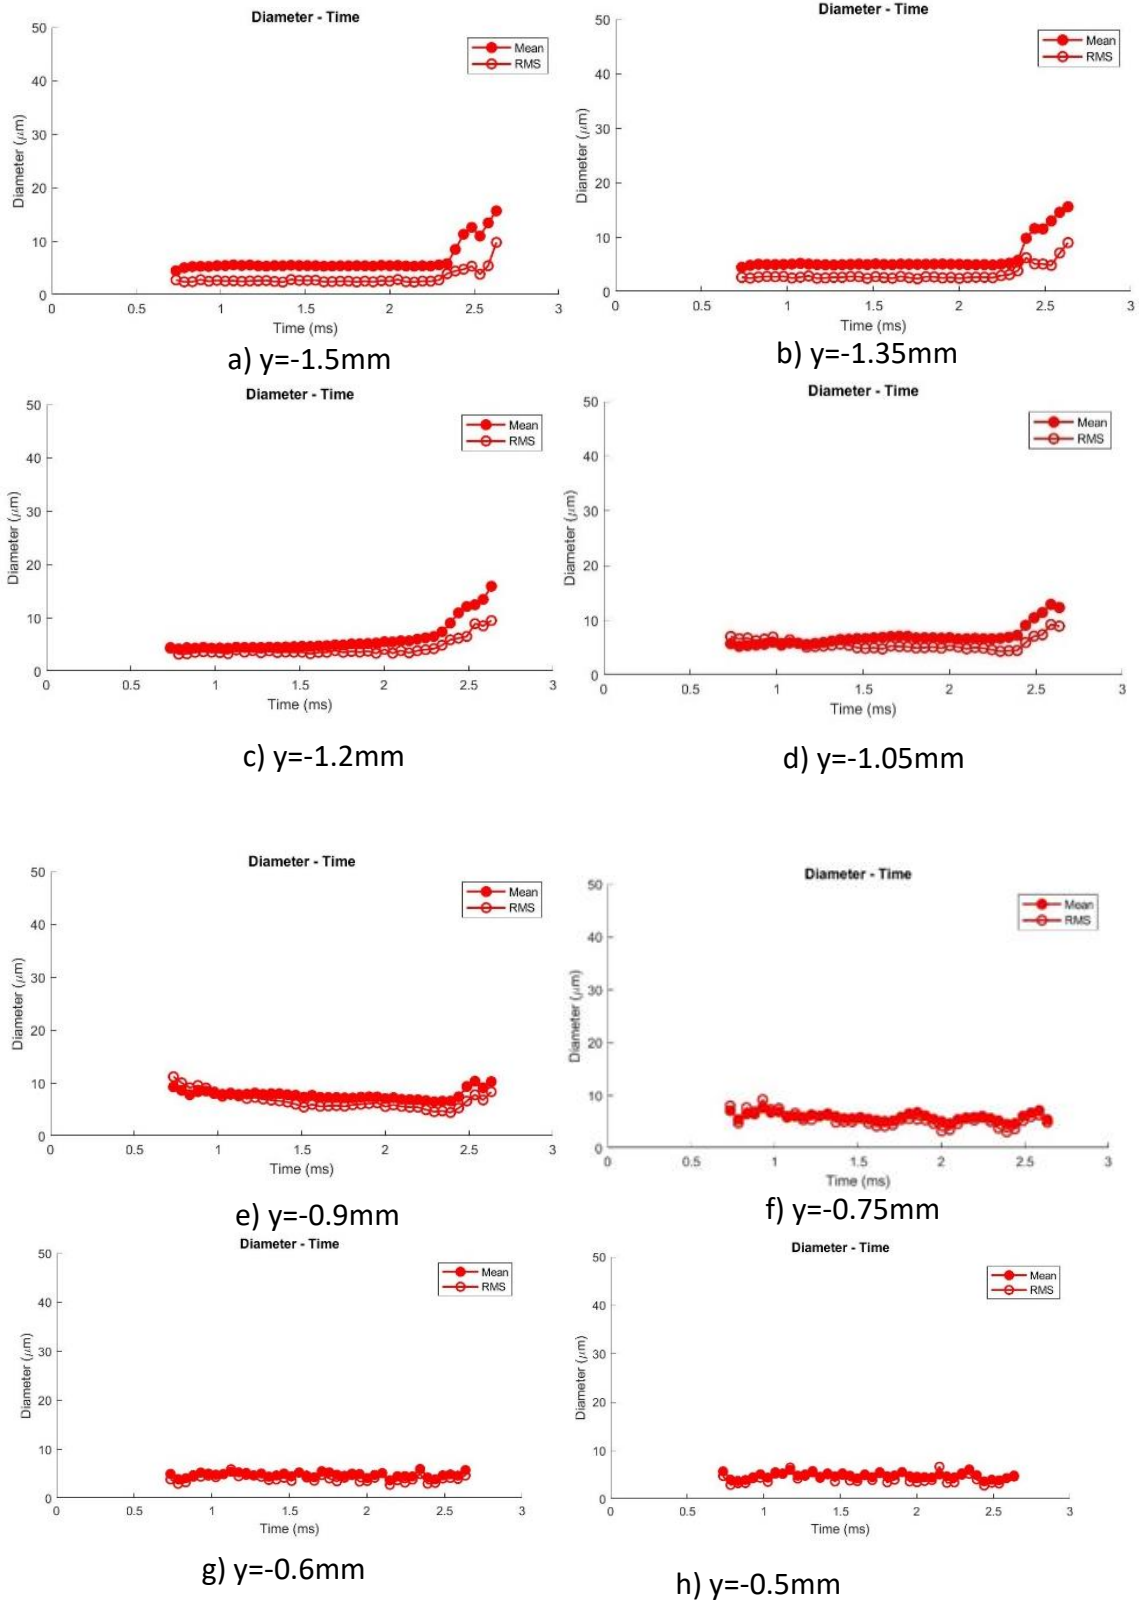 Diameter - Time
50
40
30
20
10
0
Diameter (μm)
Mean
RMS
0 0.5 1 1.5 2 2.5 3
Time (ms)
a) y=-1.5mm
Diameter - Time
50
40
30
20
10
0
Diameter (μm)
Mean
RMS
0 0.5 1 1.5 2 2.5 3
Time (ms)
b) y=-1.35mm
Diameter - Time
50
40
30
20
10
0
Diameter (μm)
Mean
RMS
0 0.5 1 1.5 2 2.5 3
Time (ms)
c) y=-1.2mm
Diameter - Time
50
40
30
20
10
0
Diameter (μm)
Mean
RMS
0 0.5 1 1.5 2 2.5 3
Time (ms)
d) y=-1.05mm
Diameter - Time
50
40
30
20
10
0
Diameter (μm)
Mean
RMS
0 0.5 1 1.5 2 2.5 3
Time (ms)
e) y=-0.9mm
Diameter - Time
50
40
30
20
10
0
Diameter (μm)
Mean
RMS
0 0.5 1 1.5 2 2.5 3
Time (ms)
f) y=-0.75mm
Diameter - Time
50
40
30
20
10
0
Diameter (μm)
Mean
RMS
0 0.5 1 1.5 2 2.5 3
Time (ms)
g) y=-0.6mm
Diameter - Time
50
40
30
20
10
0
Diameter (μm)
Mean
RMS
0 0.5 1 1.5 2 2.5 3
Time (ms)
h) y=-0.5mm